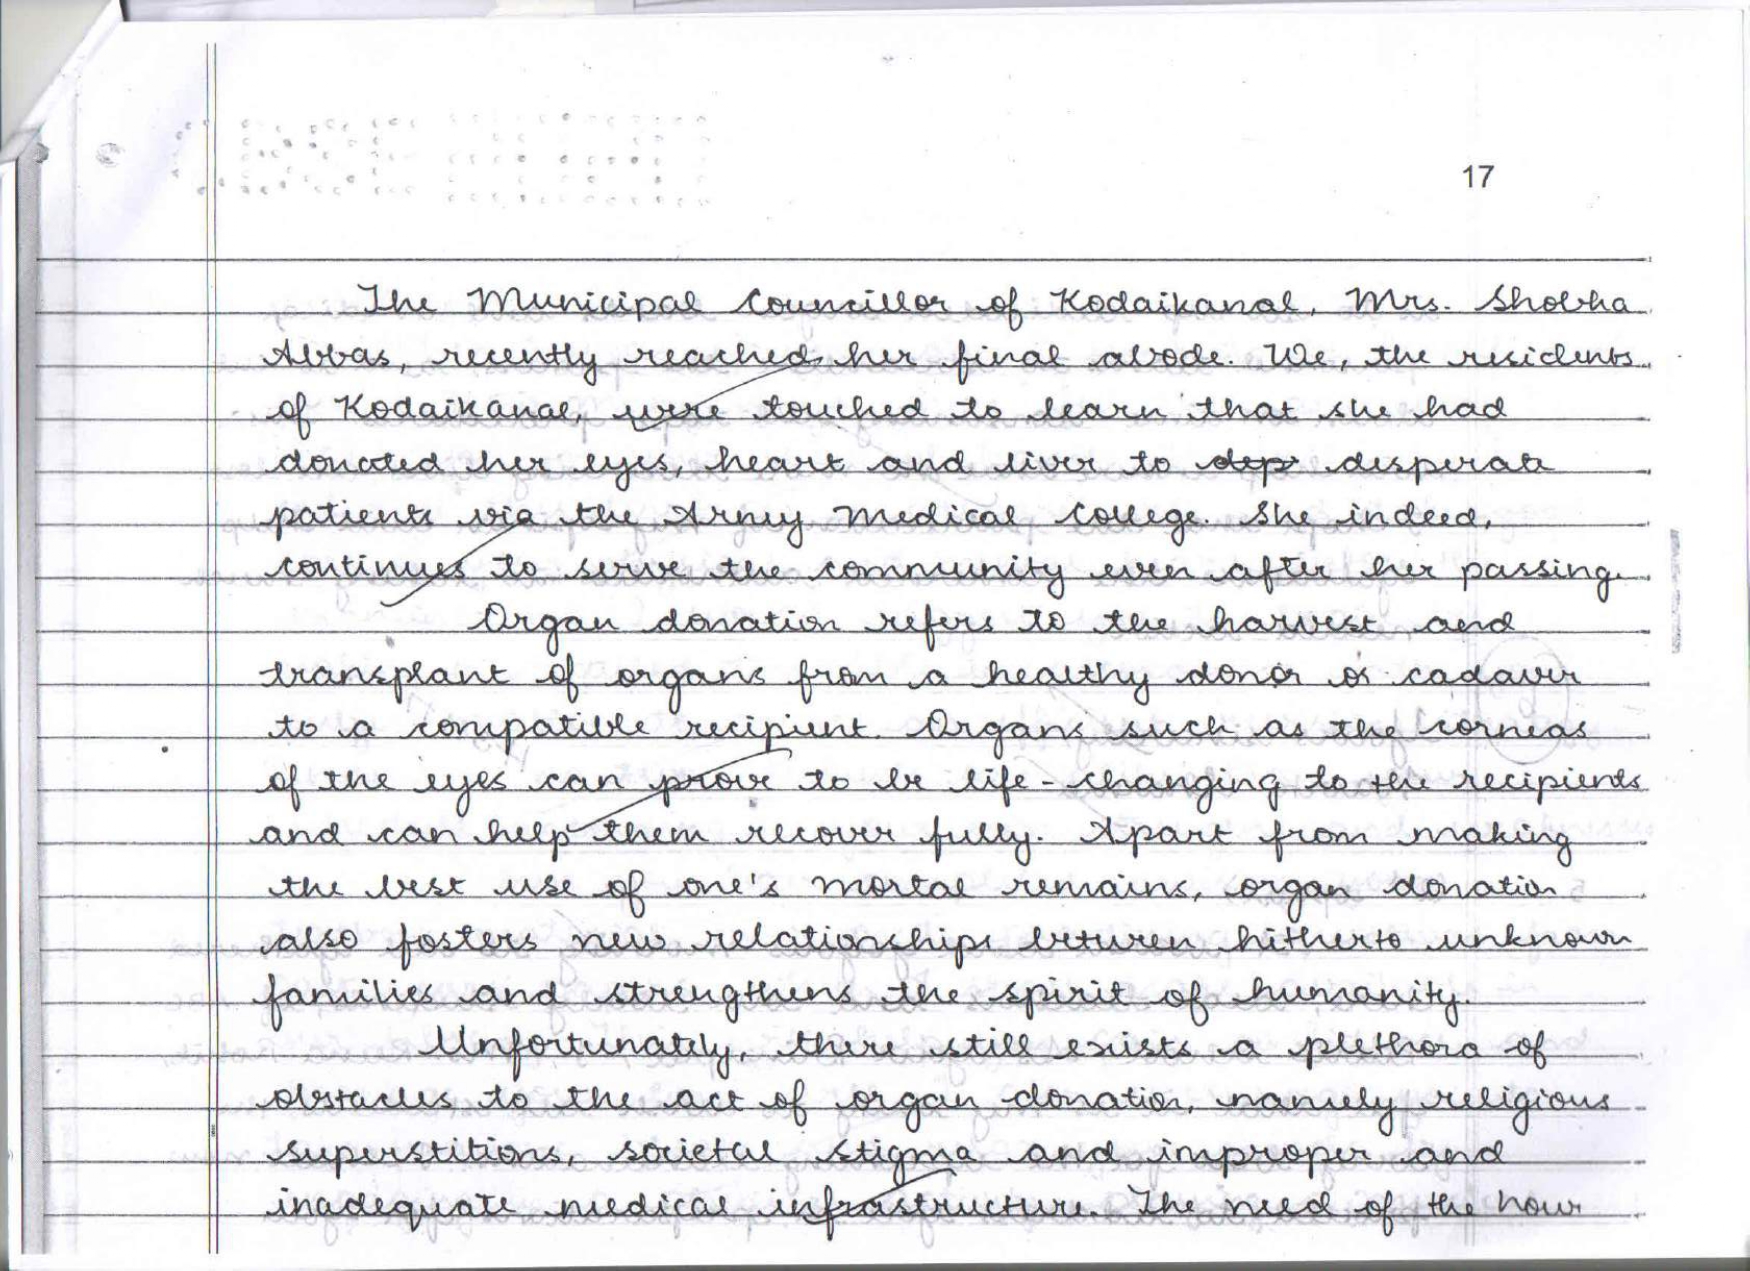 17
The Municipal Councillor of Kodaikanal, Mrs. Shobha
Abbas, recently reached her final abode. We, the residents
of Kodaikanal, were touched to learn that she had
donated her eyes, heart and liver to dep desperate
patients via the Army Medical College. She indeed,
continues to serve the community even after her passing.
Organ donation refers to the harvest and
transplant of organs from a healthy donor or cadaver
to a compatible recipient. Organs such as the corneas
of the eyes can prove to be life-changing to the recipients
and can help them recover fully. Apart from making
the best use of one's mortal remains, organ donation
also fosters new relationships between hitherto unknown
families and strengthens the spirit of humanity.
Unfortunately, there still exists a plethora of
obstacles to the act of organ donation, namely religious
superstitions, societal stigma and improper and
inadequate medical infrastructure. The need of the hour